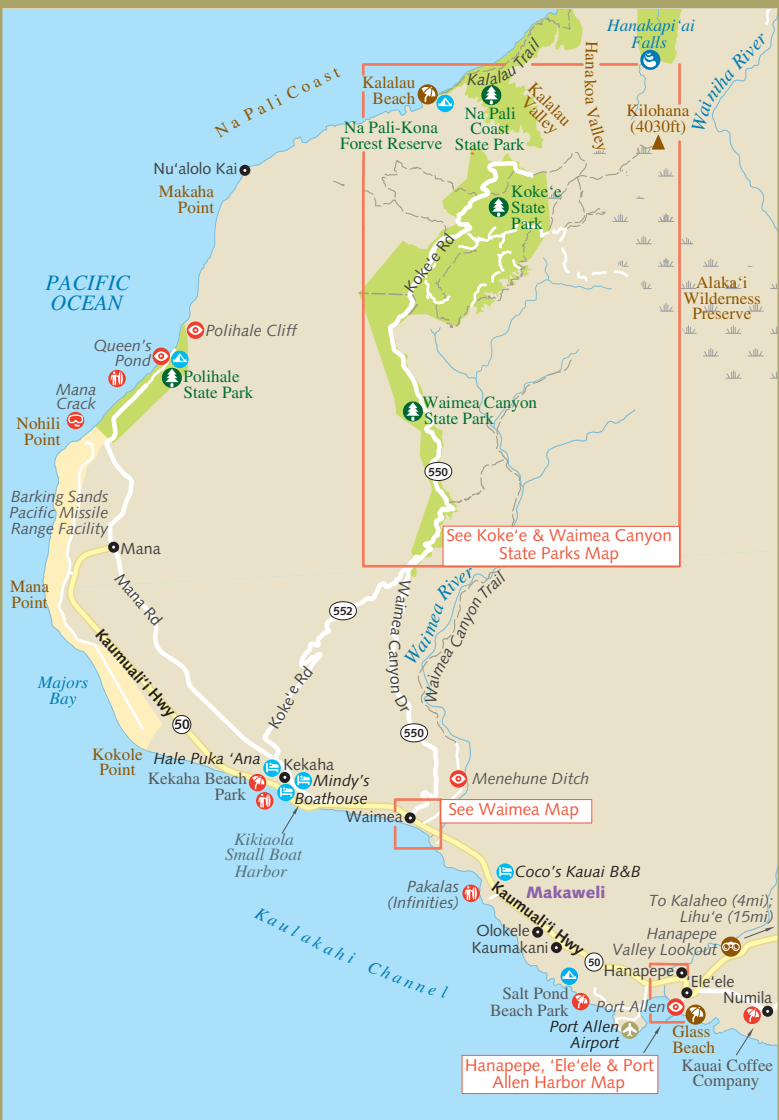 Hanakapi‘ai
Falls
Wainiha River
Na Pali Coast
Kalalau
Beach
Kalalau Trail
Kalalau
Valley
Hanakoa Valley
Kilohana
(4030ft)
Na Pali-Kona
Forest Reserve
Na Pali
Coast
State Park
Nu‘alolo Kai
Makaha
Point
Koke‘e
State
Park
Koke‘e Rd
PACIFIC
OCEAN
Alaka‘i
Wilderness
Preserve
Polihale Cliff
Queen's
Pond
Polihale
State Park
Mana
Crack
Nohili
Point
Waimea Canyon
State Park
550
Barking Sands
Pacific Missile
Range Facility
Mana
See Koke‘e & Waimea Canyon
State Parks Map
Mana
Point
Mana Rd
552
Waimea River
Waimea Canyon Trail
Waimea Canyon Dr
Kaumuali‘i Hwy
50
Majors
Bay
Koke‘e Rd
550
Kokole
Point
Hale Puka ‘Ana
Kekaha
Kekaha Beach
Park
Mindy's
Boathouse
Menehune Ditch
See Waimea Map
Waimea
Kikiaola
Small Boat
Harbor
Coco's Kauai B&B
Makaweli
Pakalas
(Infinities)
Kaumuali‘i Hwy
To Kalaheo (4mi);
Lihu‘e (15mi)
Kaulakahi Channel
Olokele
Kaumakani
50
Hanapepe
Valley Lookout
Hanapepe
‘Ele‘ele
Numila
Salt Pond
Beach Park
Port Allen
Port Allen
Airport
Glass
Beach
Kauai Coffee
Company
Hanapepe, ‘Ele‘ele & Port
Allen Harbor Map